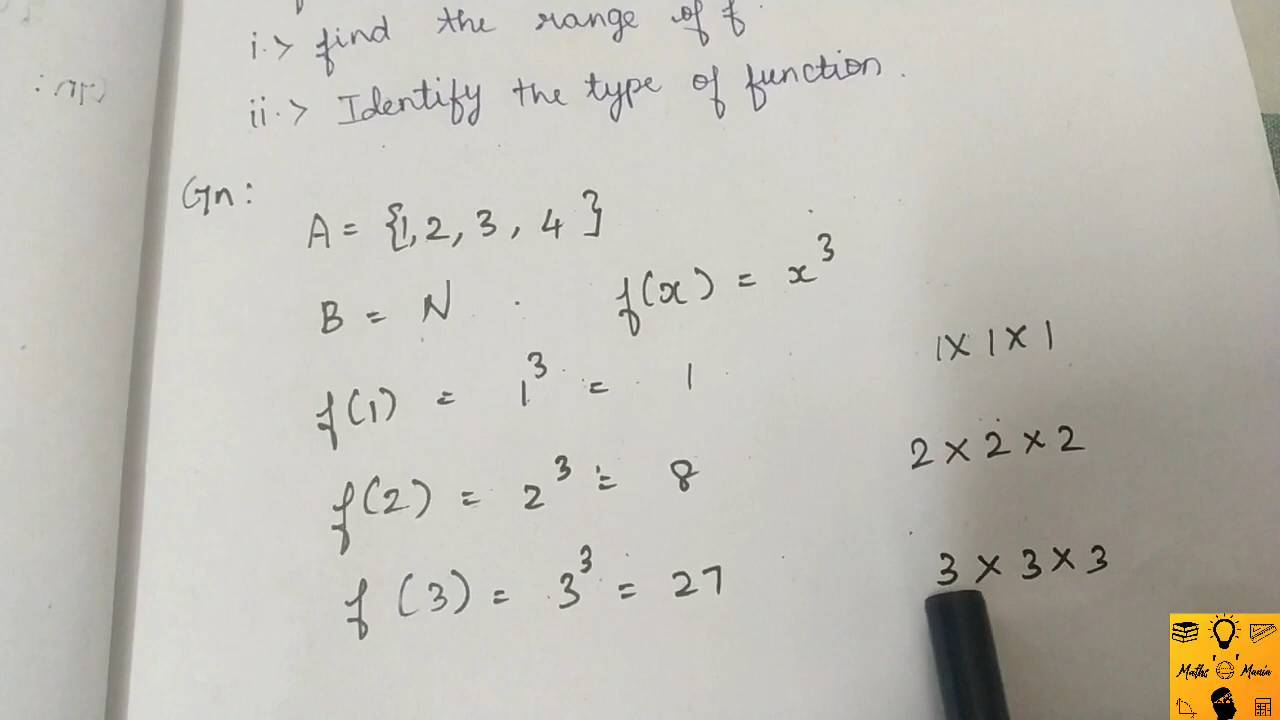 i.> find the range of f.
ii.> Identify the type of function.
Gn:
A = {1, 2, 3, 4}
B = N . f(x) = x³
f(1) = 1³ = 1
1 x 1 x 1
f(2) = 2³ = 8
2 x 2 x 2
f(3) = 3³ = 27
3 x 3 x 3
Maths Mania